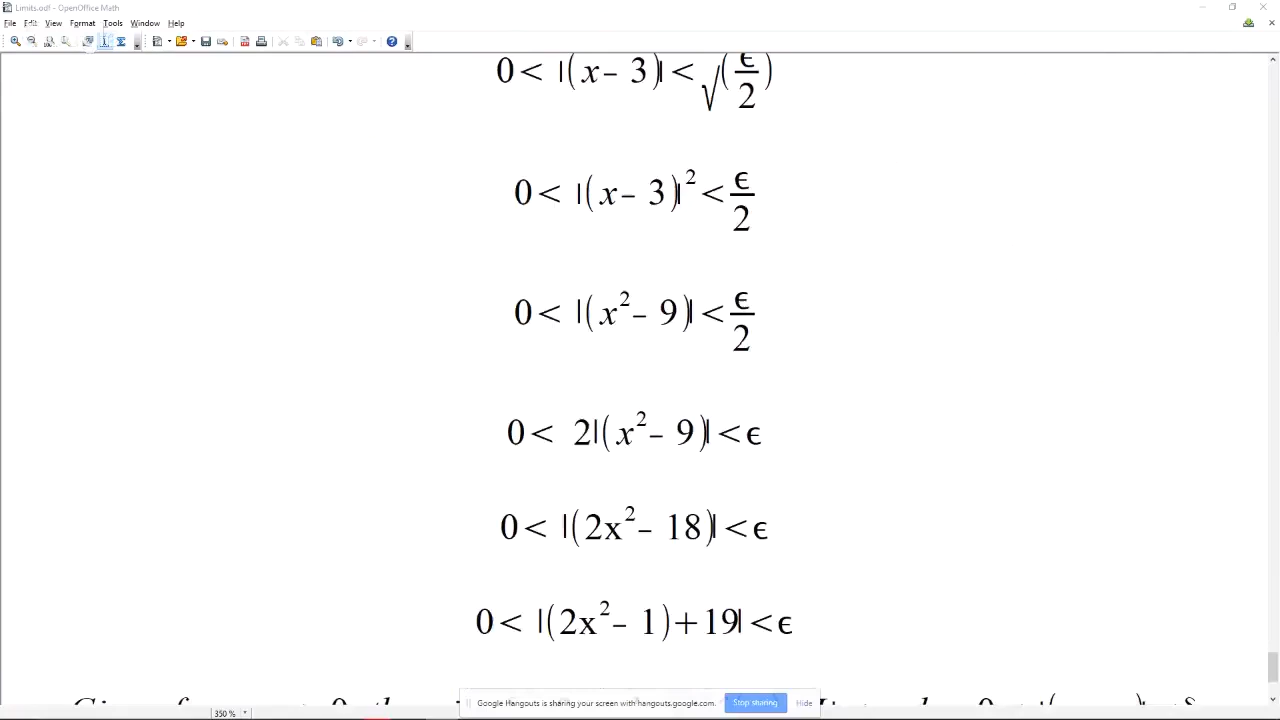 Limits.odf - OpenOffice Math
File Edit View Format Tools Window Help
0< |(x− 3)|< √(ϵ/2)
0< |(x− 3)|²<ϵ/2
0< |(x²− 9)|<ϵ/2
0< 2|(x²− 9)|<ϵ
0< |(2x²− 18)|<ϵ
0< |(2x²− 1)+19|<ϵ
Google Hangouts is sharing your screen with hangouts.google.com. Stop sharing Hide
350 %